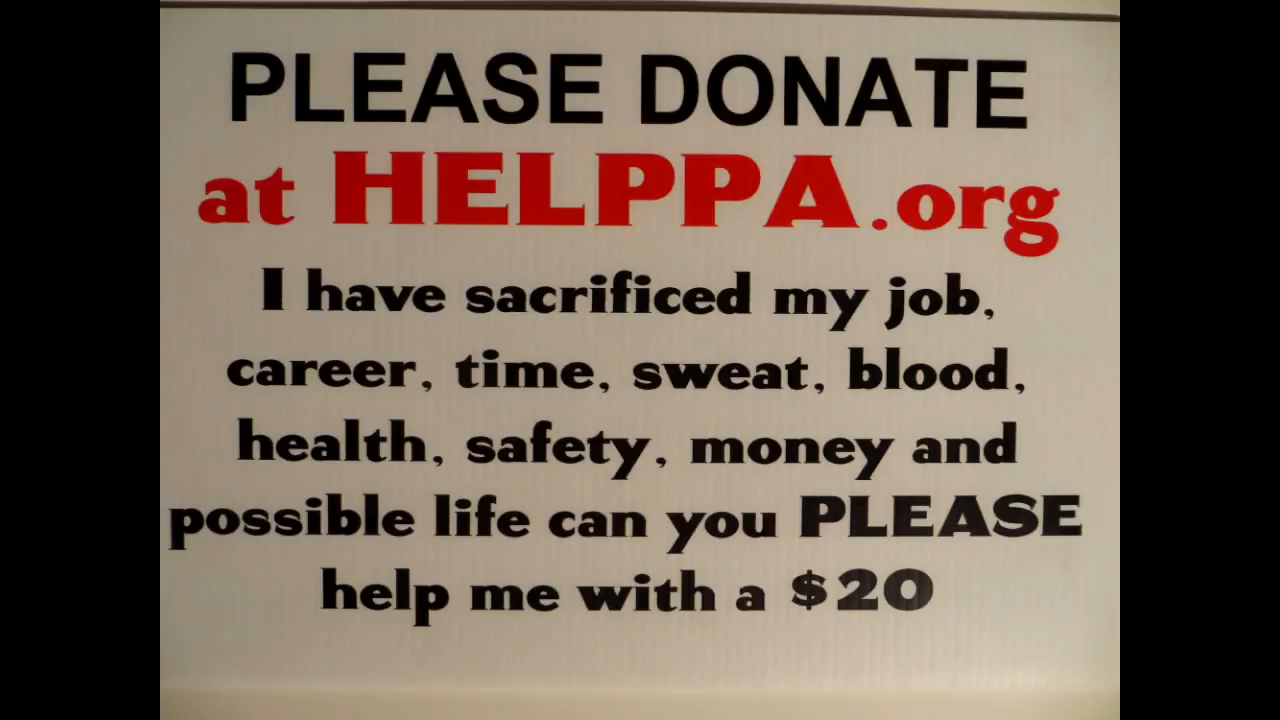 PLEASE DONATE
at HELPPA.org
I have sacrificed my job,
career, time, sweat, blood,
health, safety, money and
possible life can you PLEASE
help me with a $20